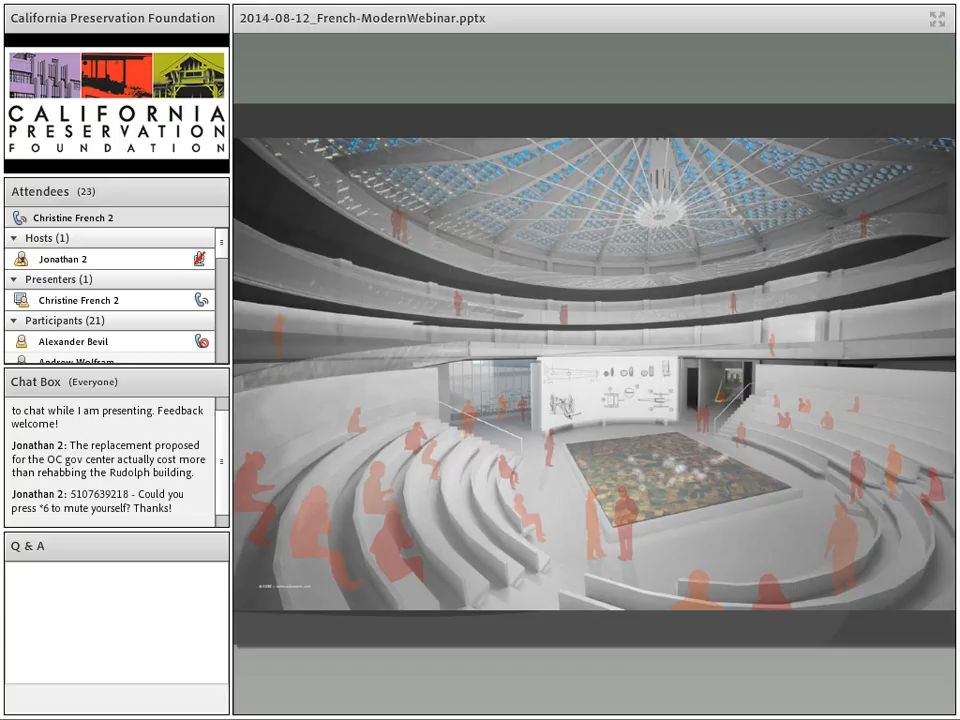 California Preservation Foundation
CALIFORNIA
PRESERVATION
FOUNDATION
Attendees (23)
Christine French 2
Hosts (1)
Jonathan 2
Presenters (1)
Christine French 2
Participants (21)
Alexander Bevil
Andrew Wolfram
Chat Box (Everyone)
to chat while I am presenting. Feedback
welcome!
Jonathan 2: The replacement proposed
for the OC gov center actually cost more
than rehabbing the Rudolph building.
Jonathan 2: 5107639218 - Could you
press *6 to mute yourself? Thanks!
Q & A
2014-08-12_French-ModernWebinar.pptx